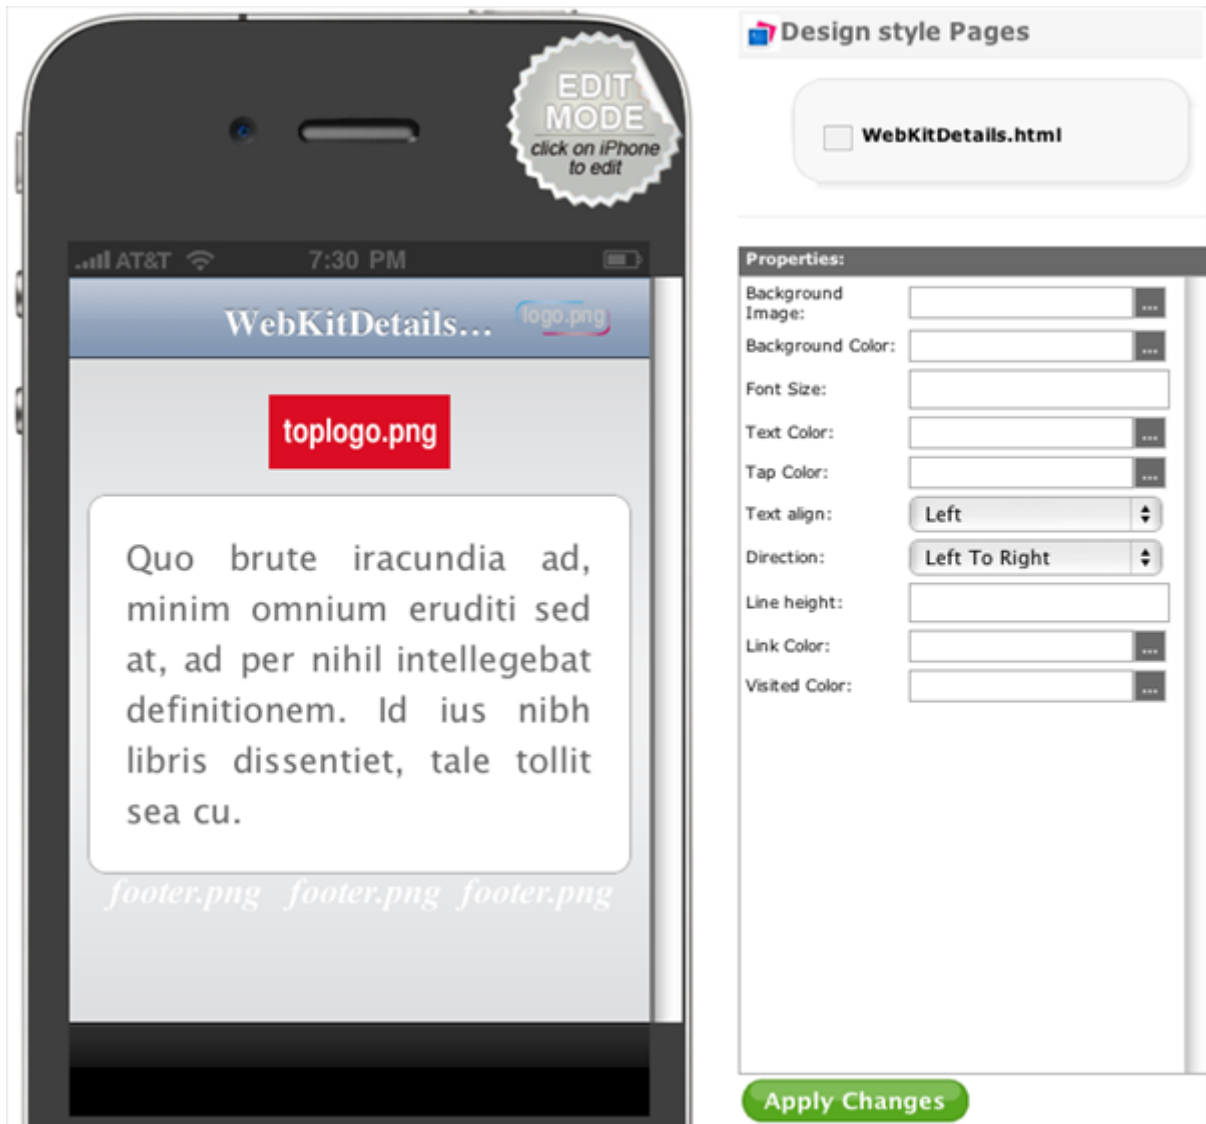 EDIT
MODE
click on iPhone
to edit
AT&T 7:30 PM
WebKitDetails... logo.png
toplogo.png
Quo brute iracundia ad,
minim omnium eruditi sed
at, ad per nihil intellegebat
definitionem. Id ius nibh
libris dissentiet, tale tollit
sea cu.
footer.png footer.png footer.png
Design style Pages
WebKitDetails.html
Properties:
Background
Image:
...
Background Color: ...
Font Size:
Text Color: ...
Tap Color: ...
Text align: Left
Direction: Left To Right
Line height:
Link Color: ...
Visited Color: ...
Apply Changes